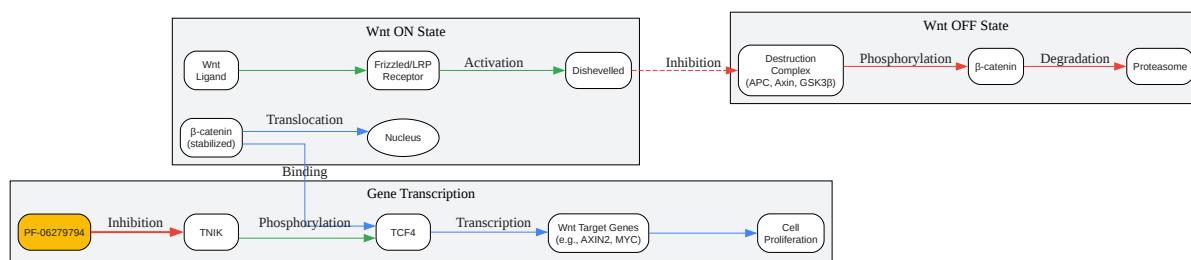 Wnt ON State
Wnt
Ligand
Frizzled/LRP
Receptor
Activation
Dishevelled
Inhibition
β-catenin
(stabilized)
Translocation
Nucleus
Binding
Wnt OFF State
Destruction
Complex
(APC, Axin, GSK3β)
Phosphorylation
β-catenin
Degradation
Proteasome
Gene Transcription
PF-06279794
Inhibition
TNIK
Phosphorylation
TCF4
Transcription
Wnt Target Genes
(e.g., AXIN2, MYC)
Cell
Proliferation